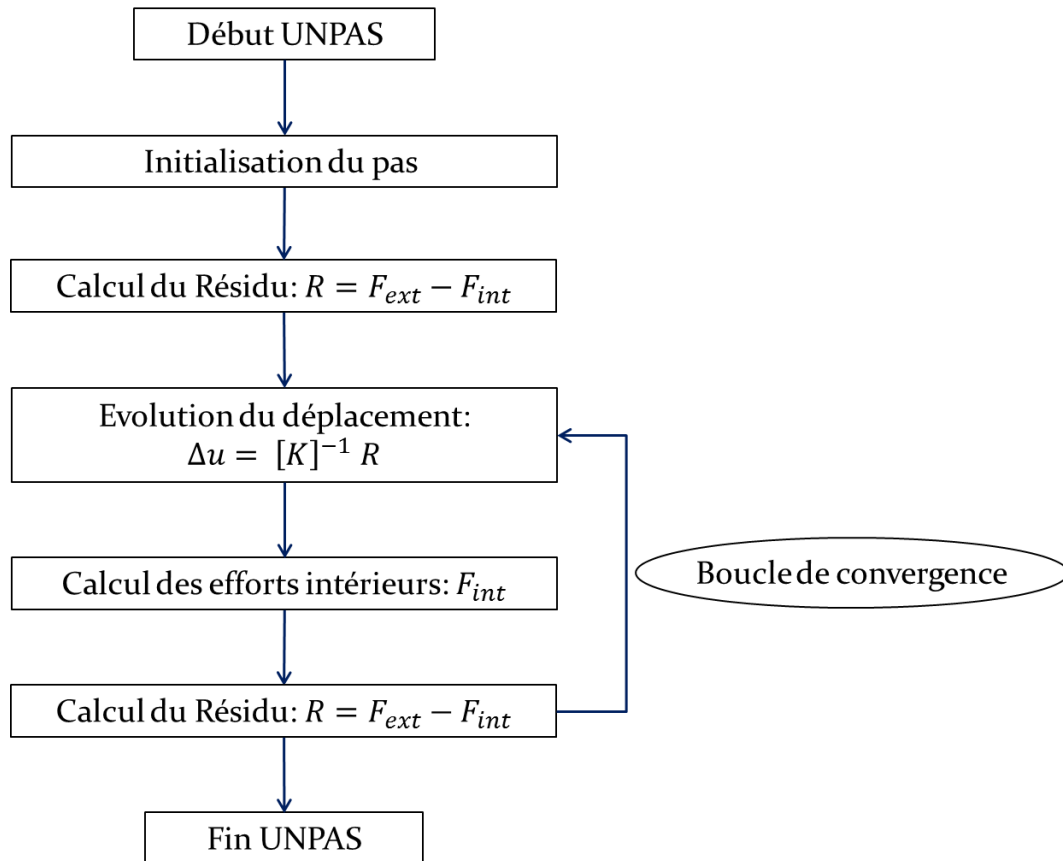 Début UNPAS
Initialisation du pas
Calcul du Résidu: R = F_ext − F_int
Evolution du déplacement:
Δu = [K]⁻¹ R
Calcul des efforts intérieurs: F_int
Boucle de convergence
Calcul du Résidu: R = F_ext − F_int
Fin UNPAS